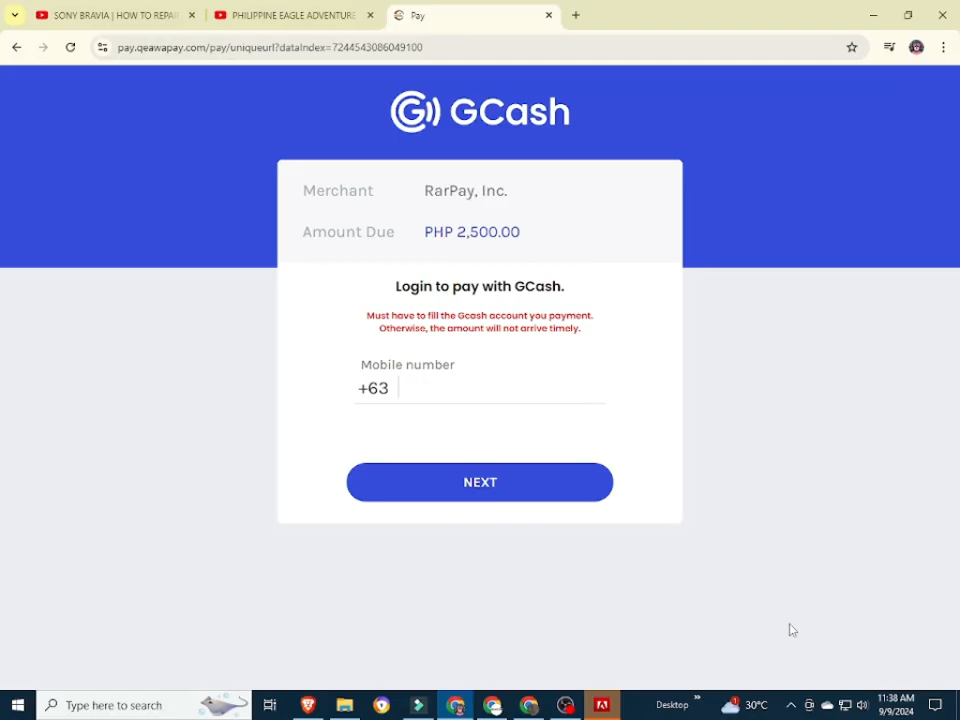 SONY BRAVIA | HOW TO REPAI
PHILIPPINE EAGLE ADVENTURE
Pay
pay.qeawapay.com/pay/uniqueurl?dataIndex=7244543086049100
GCash
Merchant RarPay, Inc.
Amount Due PHP 2,500.00
Login to pay with GCash.
Must have to fill the Gcash account you payment.
Otherwise, the amount will not arrive timely.
Mobile number
+63
NEXT
Type here to search
Desktop
30°C
11:38 AM
9/9/2024